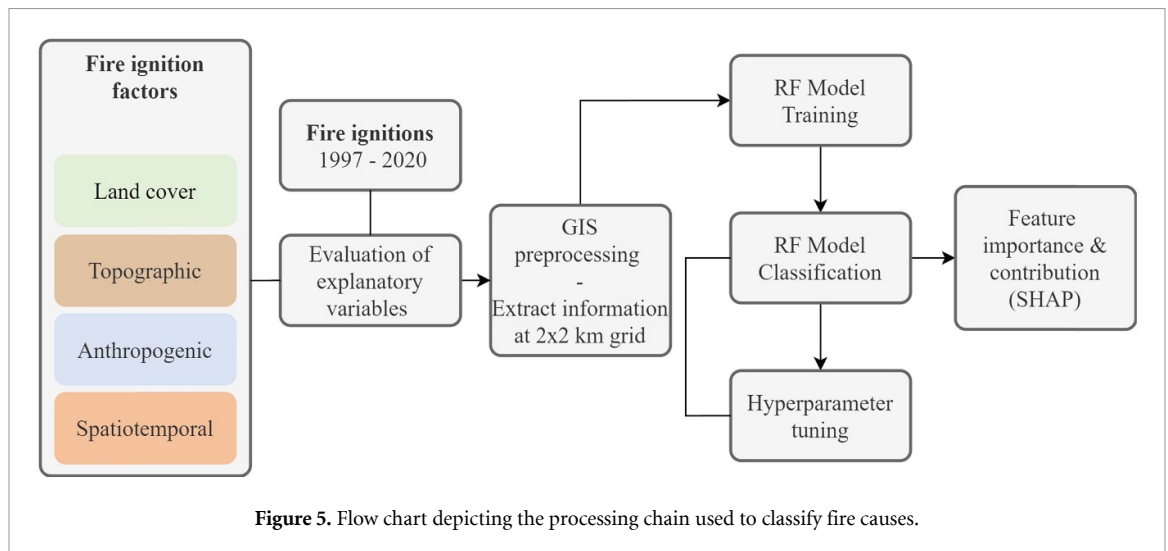 Fire ignition
factors
Land cover
Topographic
Anthropogenic
Spatiotemporal
Fire ignitions
1997 - 2020
Evaluation of
explanatory
variables
GIS
preprocessing
-
Extract information
at 2x2 km grid
RF Model
Training
RF Model
Classification
Hyperparameter
tuning
Feature
importance &
contribution
(SHAP)
Figure 5. Flow chart depicting the processing chain used to classify fire causes.